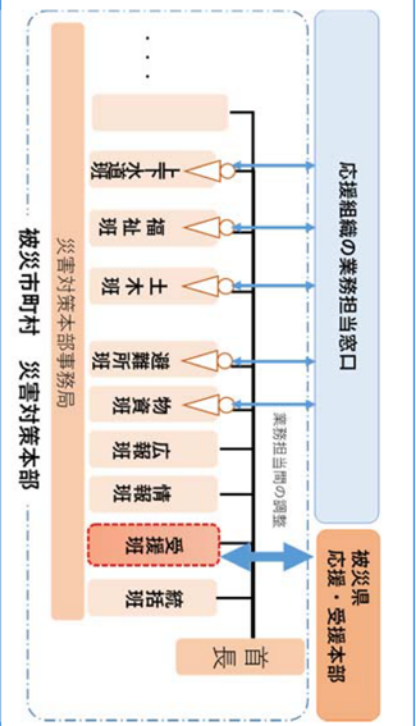 応援組織の業務担当窓口
被災県
応援・受援本部
業務担当間の調整
首長
・・・
上下水道
班
福祉
班
土木
班
避難所
班
物資
班
広報
班
情報
班
受援
班
統括
班
災害対策本部事務局
被災市町村　災害対策本部